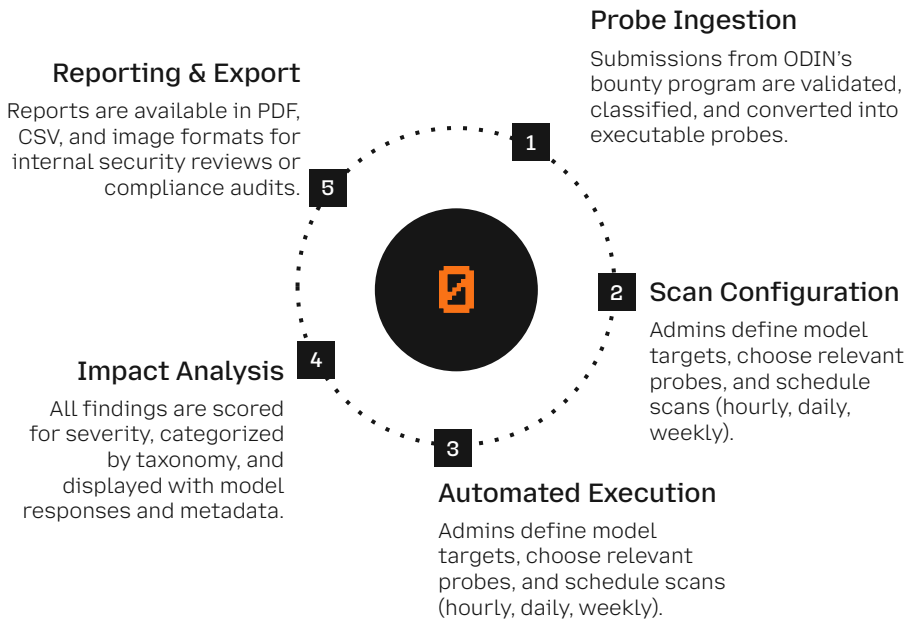 1
Probe Ingestion
Submissions from ODIN's
bounty program are validated,
classified, and converted into
executable probes.
2
Scan Configuration
Admins define model
targets, choose relevant
probes, and schedule
scans (hourly, daily,
weekly).
3
Automated Execution
Admins define model
targets, choose relevant
probes, and schedule scans
(hourly, daily, weekly).
4
Impact Analysis
All findings are scored
for severity, categorized
by taxonomy, and
displayed with model
responses and metadata.
5
Reporting & Export
Reports are available in PDF,
CSV, and image formats for
internal security reviews or
compliance audits.
0